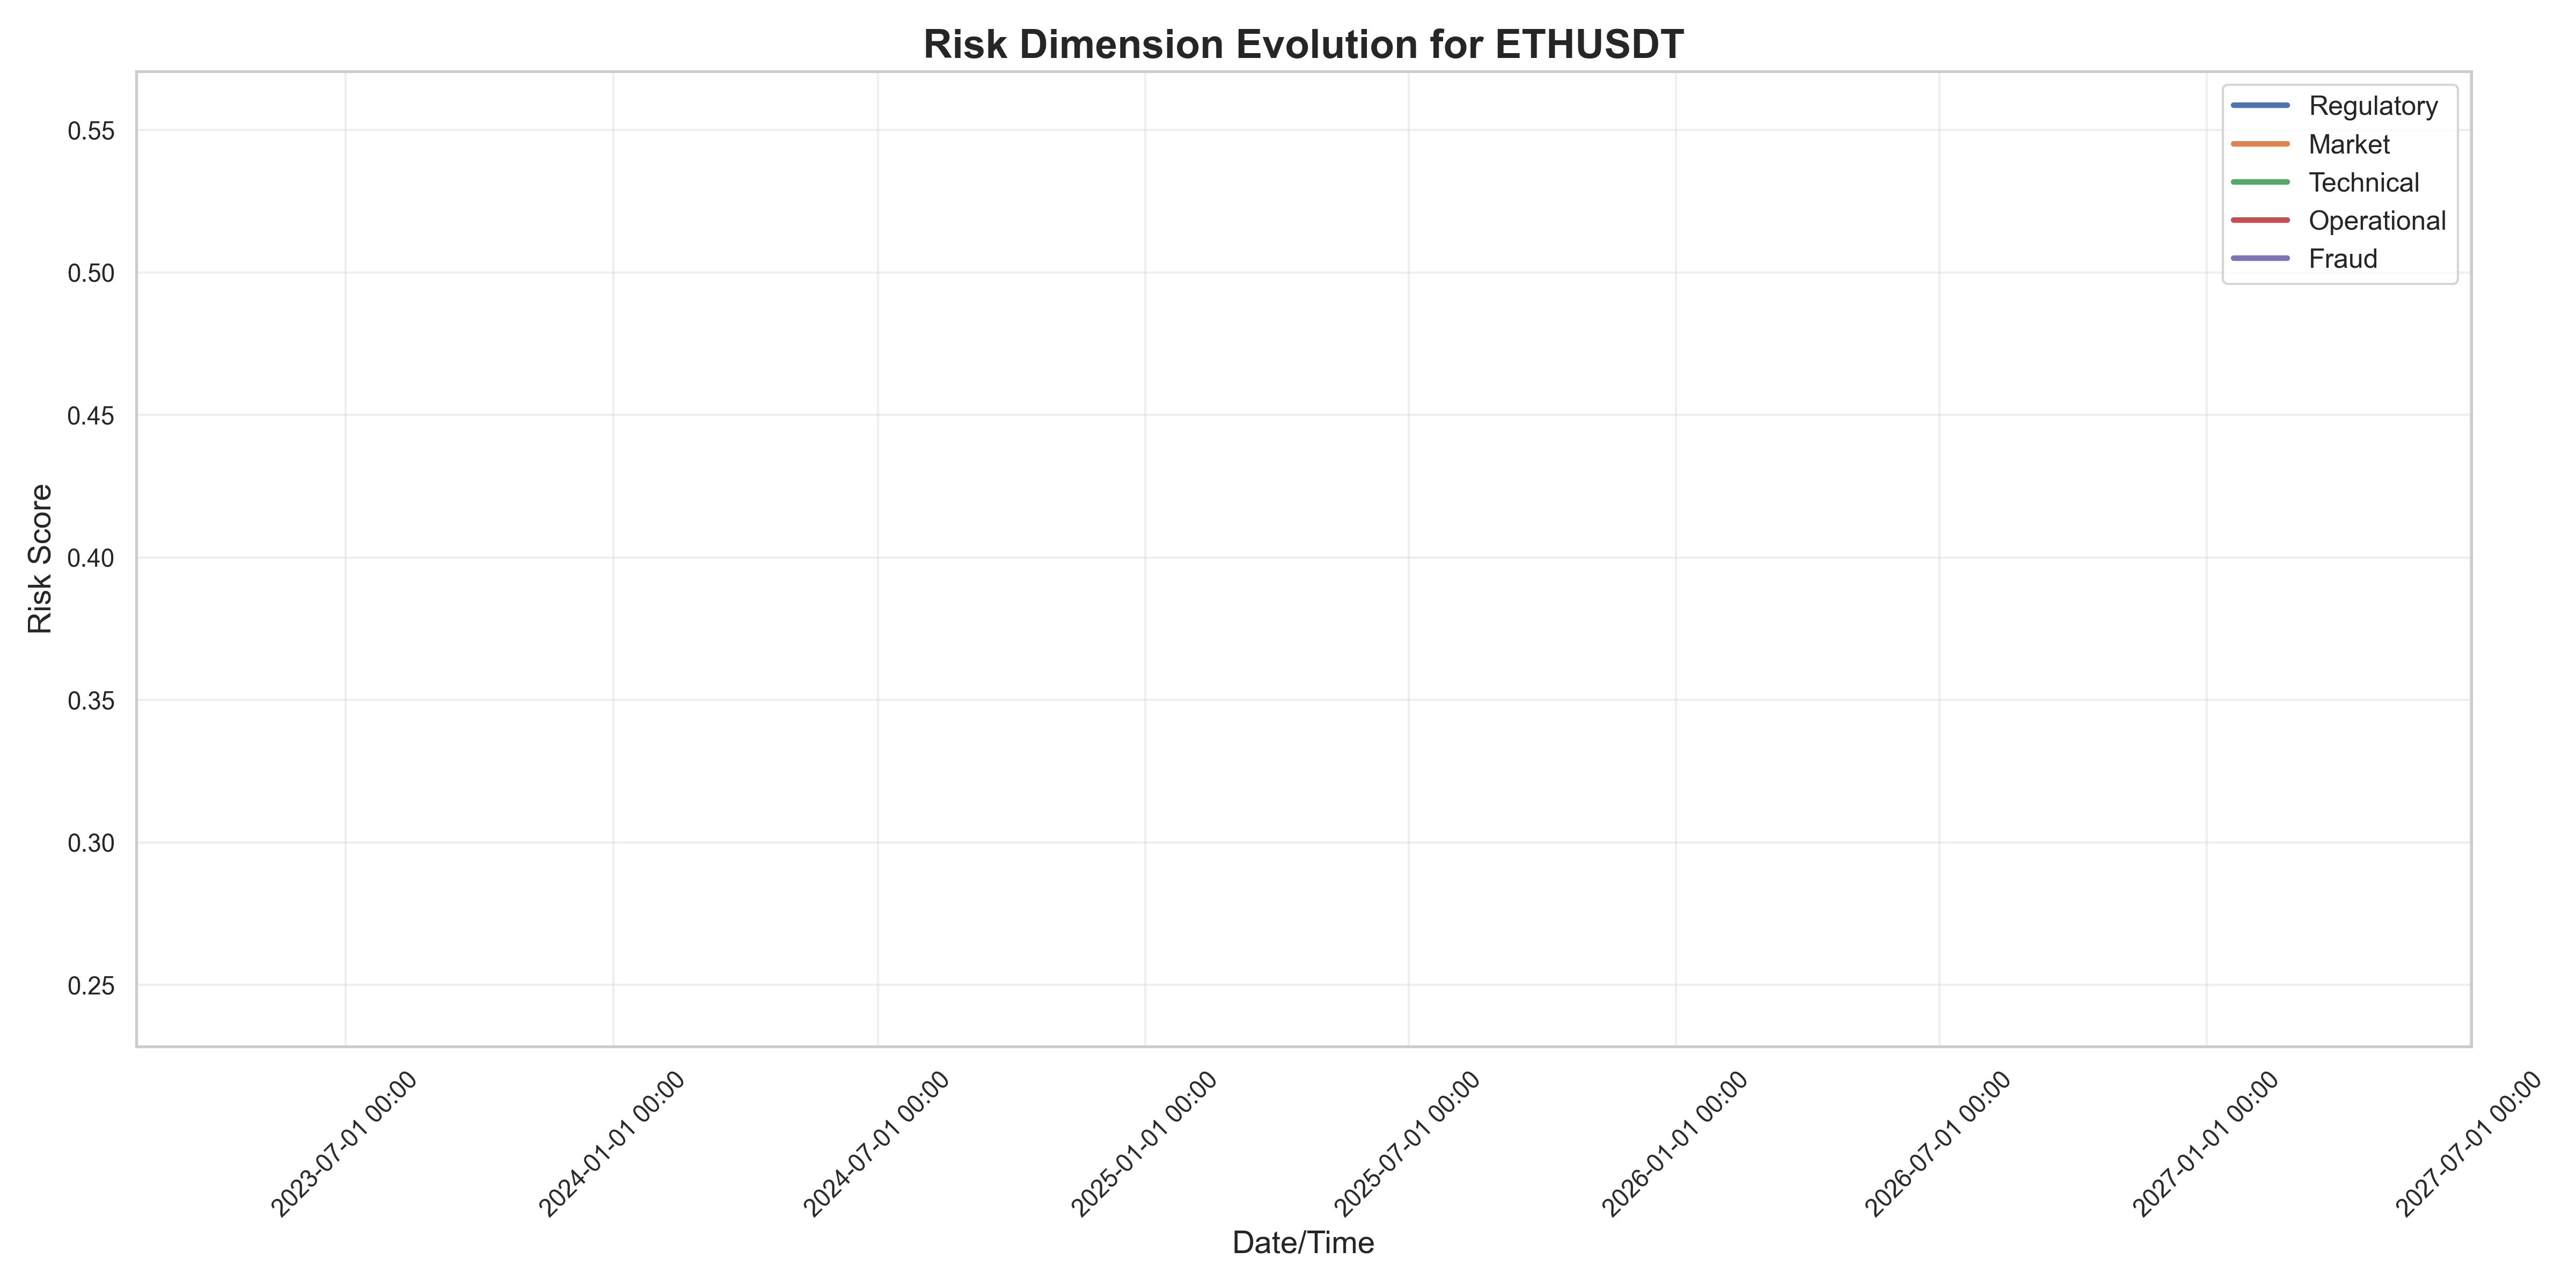 Risk Dimension Evolution for ETHUSDT
Regulatory
Market
Technical
Operational
Fraud
0.55
0.50
0.45
0.40
0.35
0.30
0.25
Risk Score
2023-07-01 00:00
2024-01-01 00:00
2024-07-01 00:00
2025-01-01 00:00
2025-07-01 00:00
2026-01-01 00:00
2026-07-01 00:00
2027-01-01 00:00
2027-07-01 00:00
Date/Time